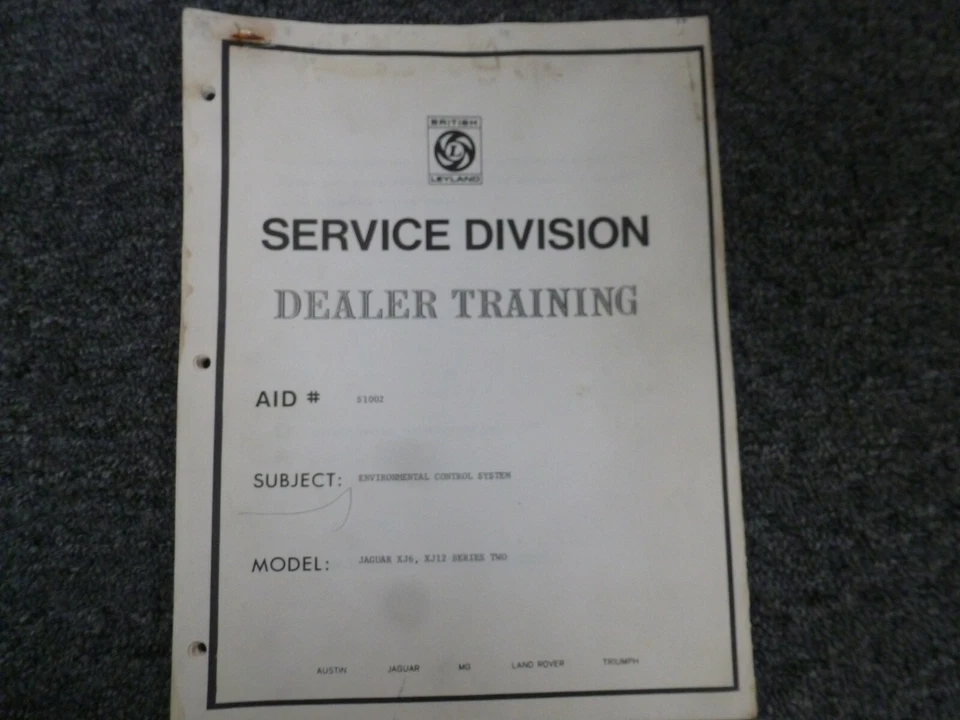 BRITISH
L
LEYLAND
SERVICE DIVISION
DEALER TRAINING
AID # S1002
SUBJECT: ENVIRONMENTAL CONTROL SYSTEM
MODEL: JAGUAR XJ6, XJ12 SERIES TWO
AUSTIN JAGUAR MG LAND ROVER TRIUMPH